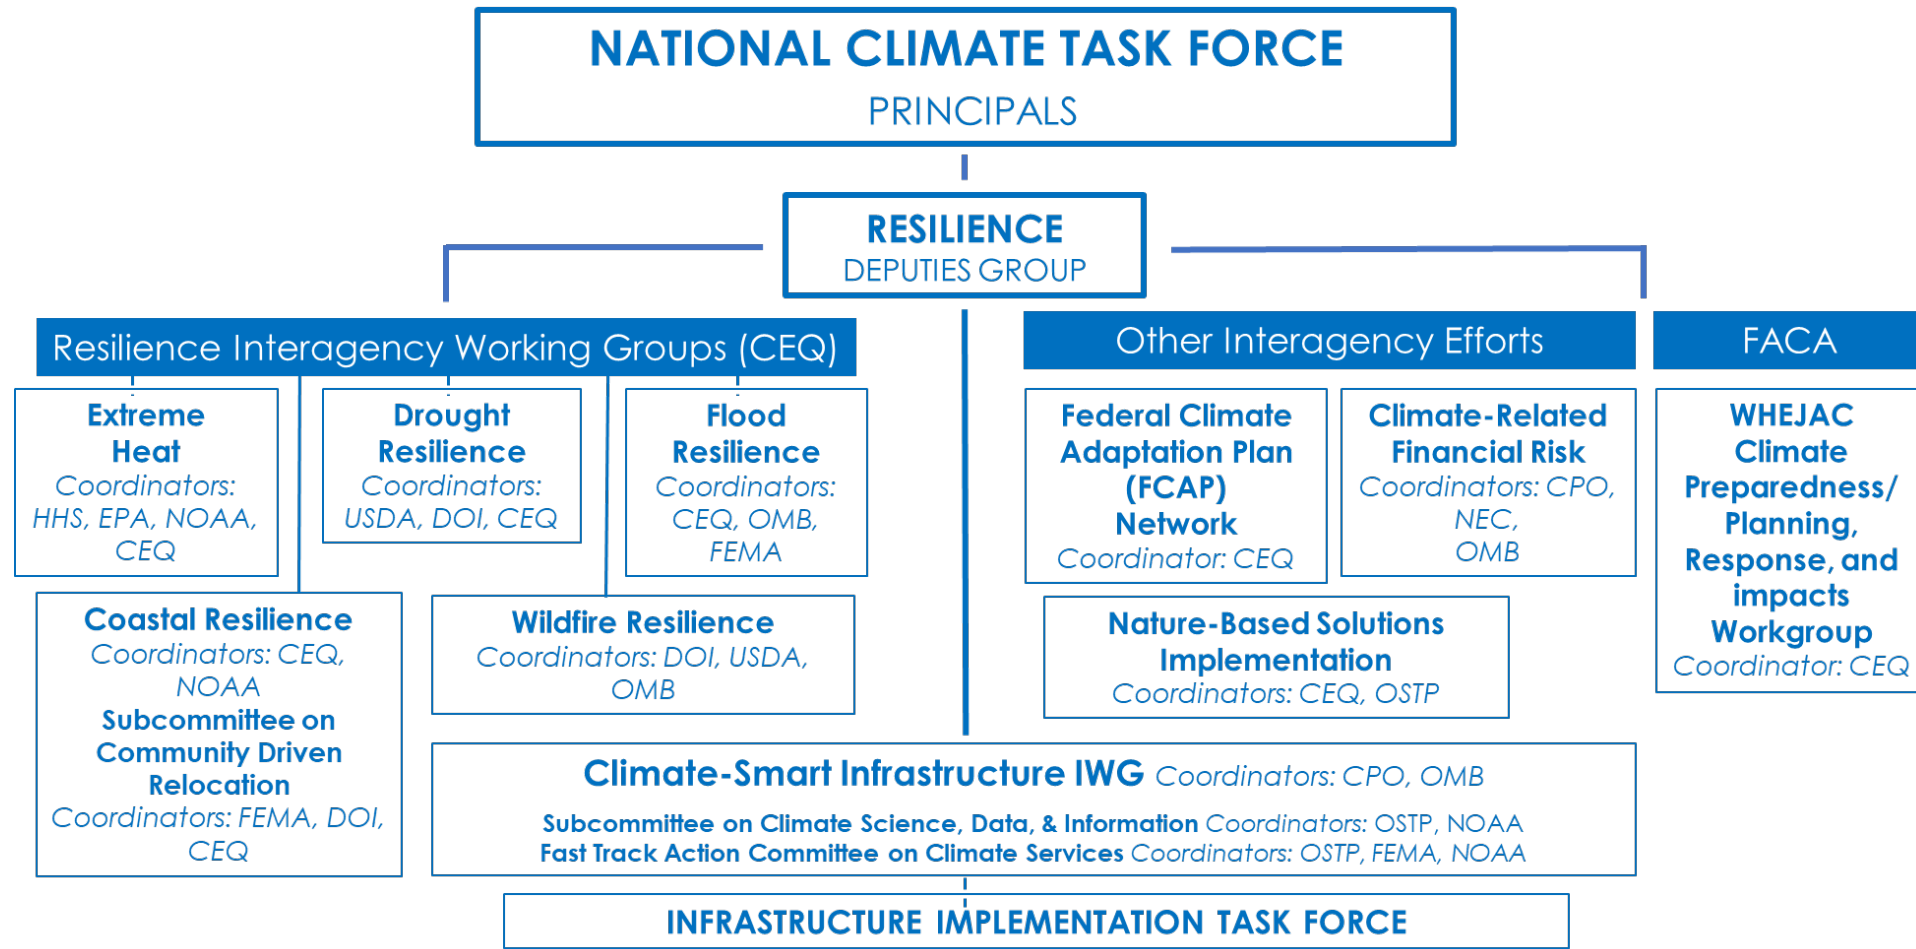 NATIONAL CLIMATE TASK FORCE
PRINCIPALS
RESILIENCE
DEPUTIES GROUP
Resilience Interagency Working Groups (CEQ)
Extreme
Heat
Coordinators:
HHS, EPA, NOAA,
CEQ
Drought
Resilience
Coordinators:
USDA, DOI, CEQ
Flood
Resilience
Coordinators:
CEQ, OMB,
FEMA
Coastal Resilience
Coordinators: CEQ,
NOAA
Subcommittee on
Community Driven
Relocation
Coordinators: FEMA, DOI,
CEQ
Wildfire Resilience
Coordinators: DOI, USDA,
OMB
Other Interagency Efforts
Federal Climate
Adaptation Plan
(FCAP)
Network
Coordinator: CEQ
Climate-Related
Financial Risk
Coordinators: CPO,
NEC,
OMB
Nature-Based Solutions
Implementation
Coordinators: CEQ, OSTP
FACA
WHEJAC
Climate
Preparedness/
Planning,
Response, and
impacts
Workgroup
Coordinator: CEQ
Climate-Smart Infrastructure IWG Coordinators: CPO, OMB
Subcommittee on Climate Science, Data, & Information Coordinators: OSTP, NOAA
Fast Track Action Committee on Climate Services Coordinators: OSTP, FEMA, NOAA
INFRASTRUCTURE IMPLEMENTATION TASK FORCE